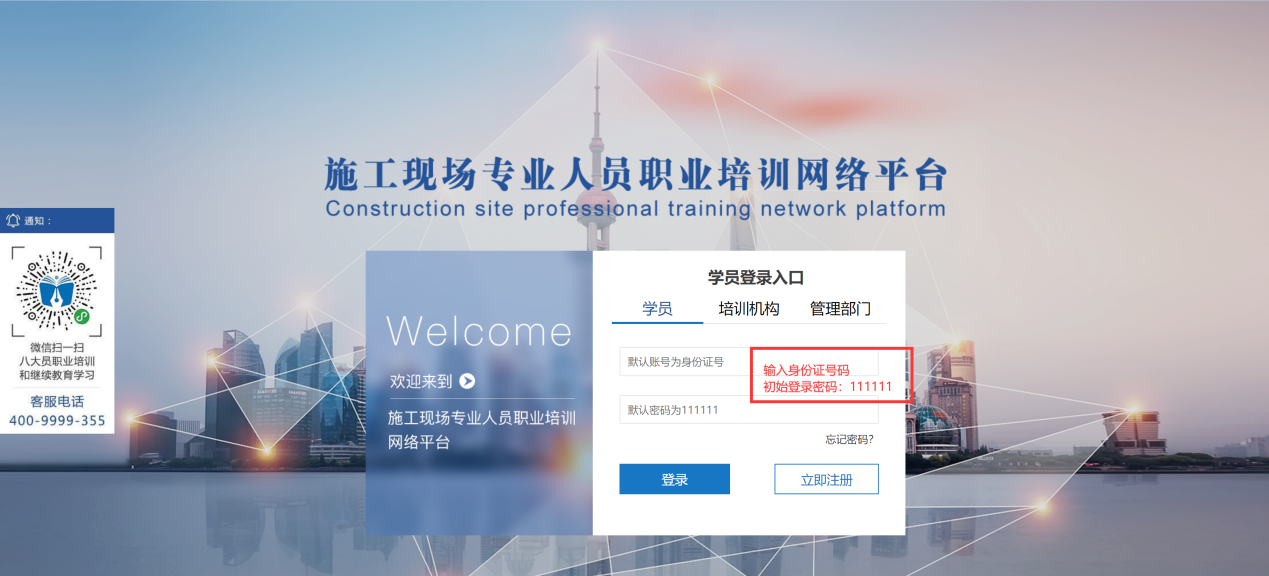 施工现场专业人员职业培训网络平台
Construction site professional training network platform
通知：
微信扫一扫
八大员职业培训
和继续教育学习
客服电话
400-9999-355
Welcome
欢迎来到
施工现场专业人员职业培训
网络平台
学员登录入口
学员 培训机构 管理部门
默认账号为身份证号
输入身份证号码
初始登录密码：111111
默认密码为111111
忘记密码?
登录 立即注册